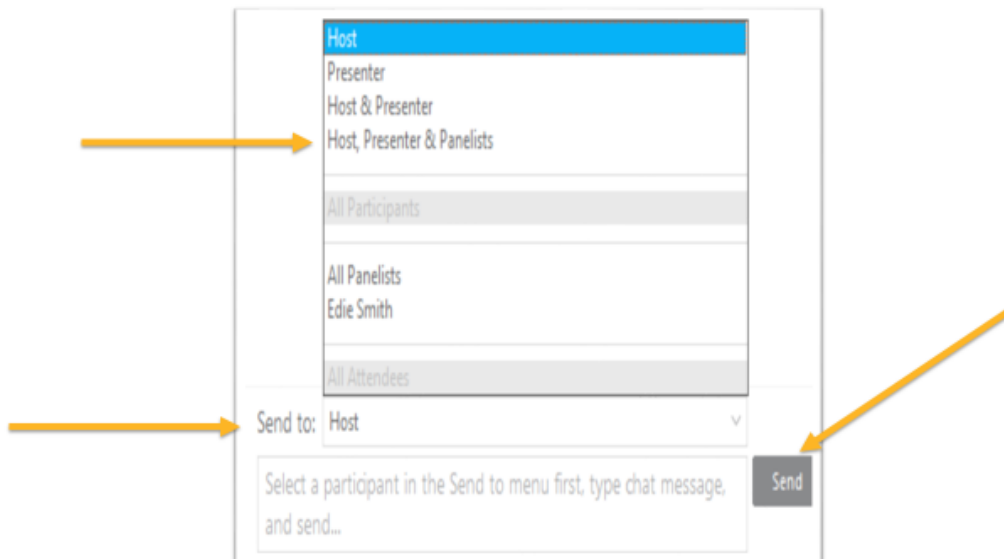 Host
Presenter
Host & Presenter
Host, Presenter & Panelists
All Participants
All Panelists
Edie Smith
All Attendees
Send to: Host
Select a participant in the Send to menu first, type chat message,
and send...
Send